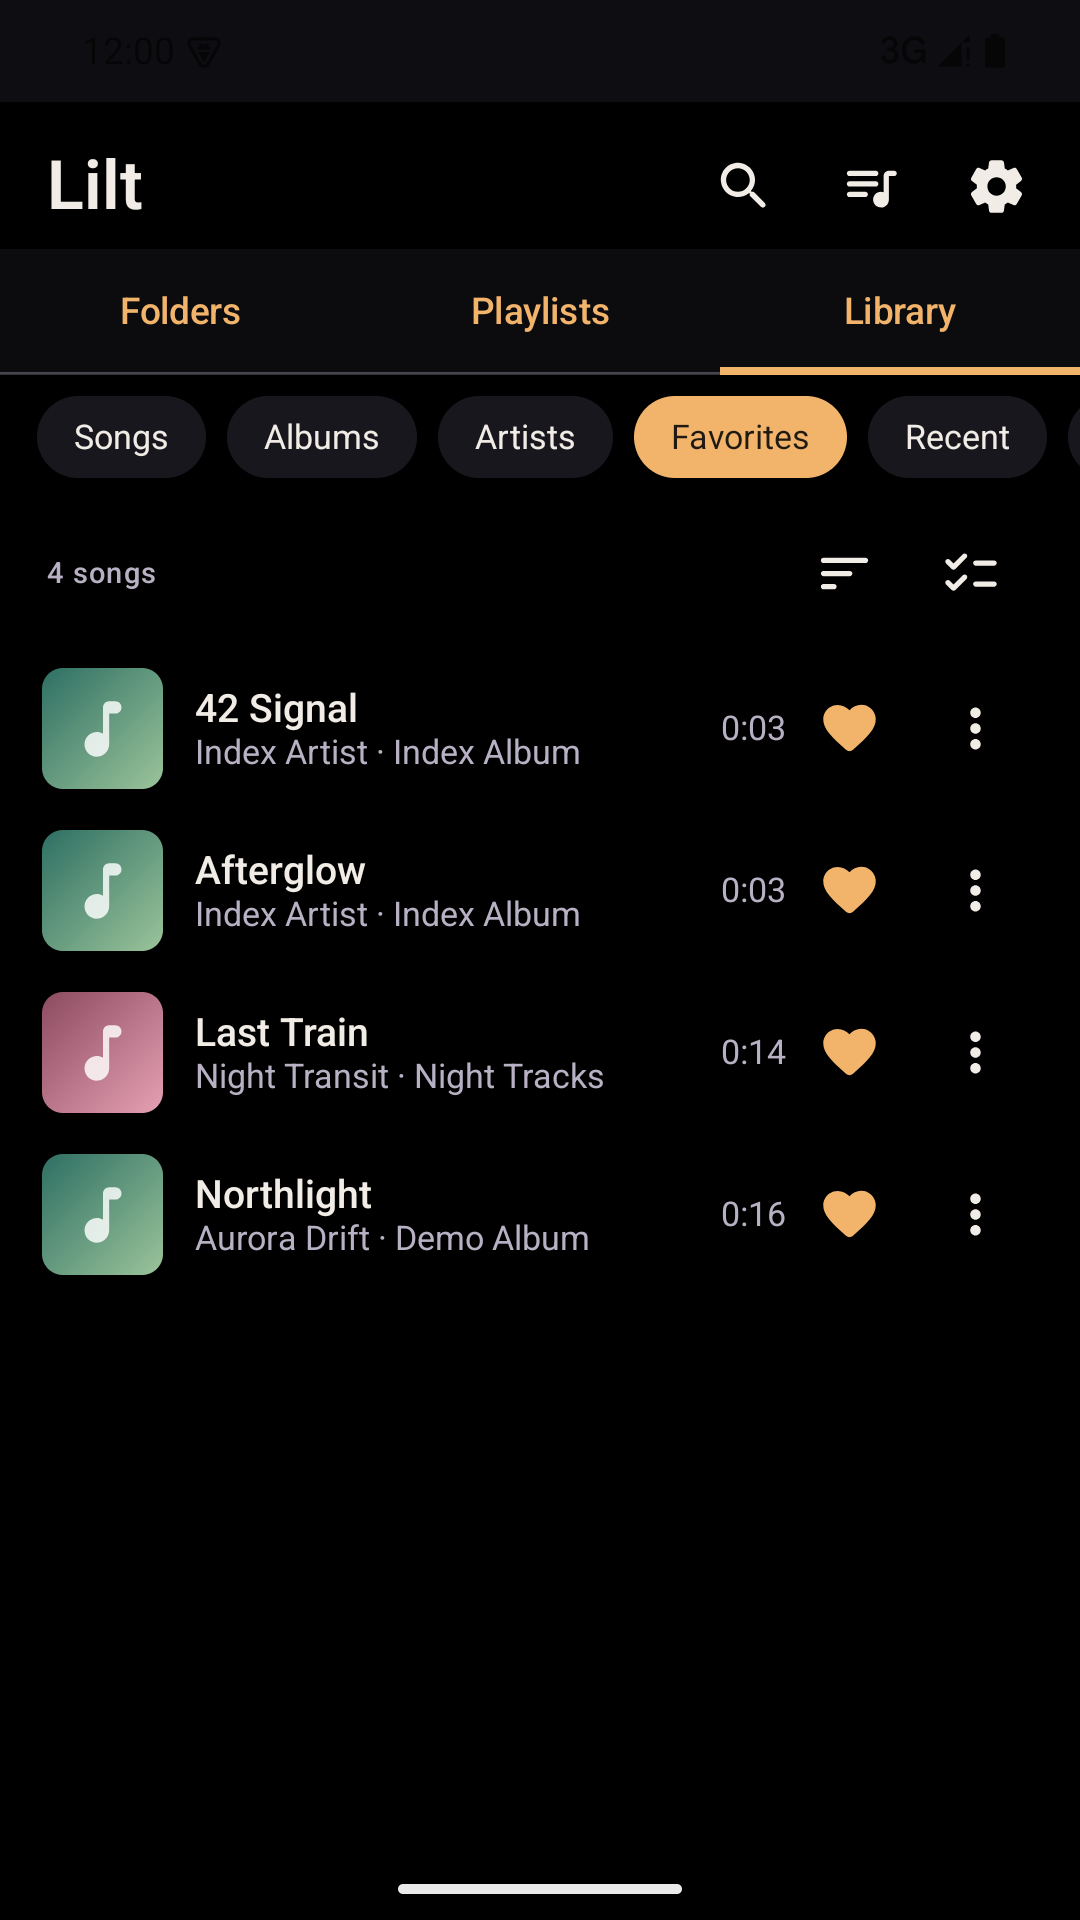 12:00
3G
Lilt
Folders
Playlists
Library
Songs
Albums
Artists
Favorites
Recent
4 songs
42 Signal
Index Artist · Index Album
0:03
Afterglow
Index Artist · Index Album
0:03
Last Train
Night Transit · Night Tracks
0:14
Northlight
Aurora Drift · Demo Album
0:16